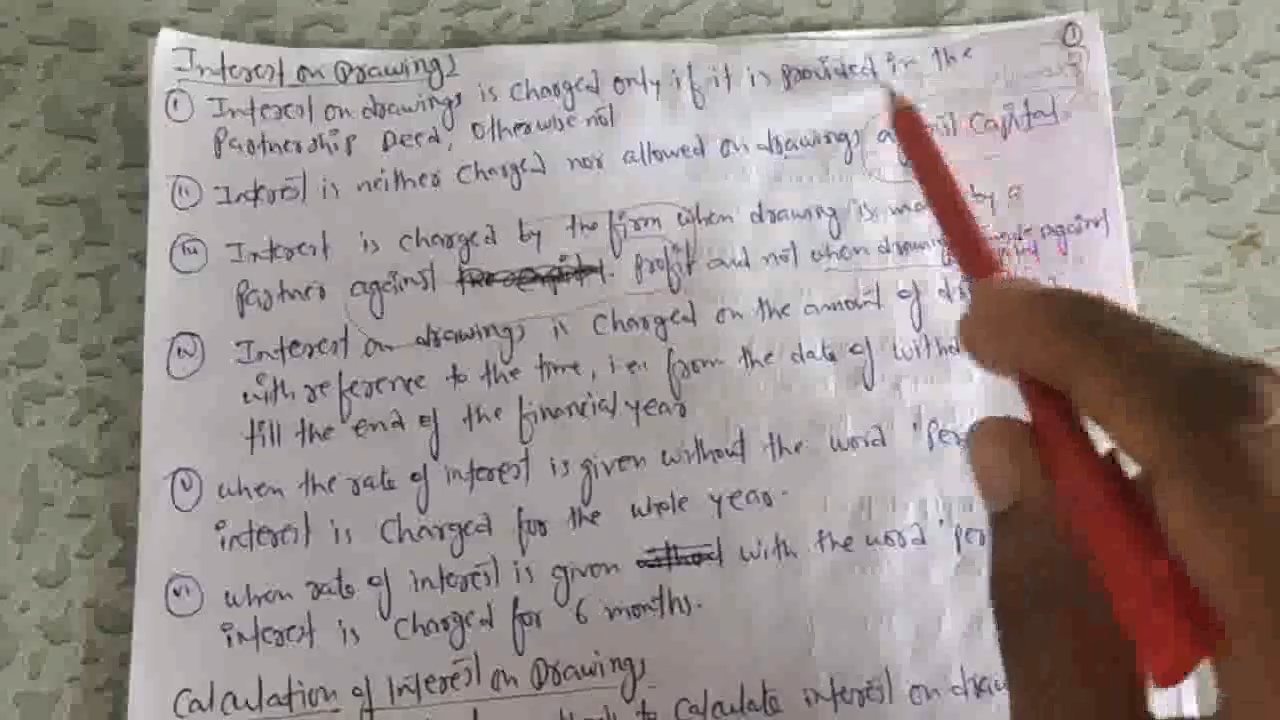 ①
Interest on Drawings
(i) Interest on drawings is charged only if it is provided in the
Partnership Deed, otherwise not
(ii) Interest is neither charged nor allowed on drawings capital.
(iii) Interest is charged by the firm when drawing is by a
Partner against profit and not when drawing against
(iv) Interest on drawings is charged on the amount of
with reference to the time, i.e. from the date of
till the end of the financial year
(v) when the rate of interest is given without the word
interest is charged for the whole year.
(vi) when rate of interest is given with the word 'per
interest is charged for 6 months.
Calculation of Interest on Drawings
to calculate interest on